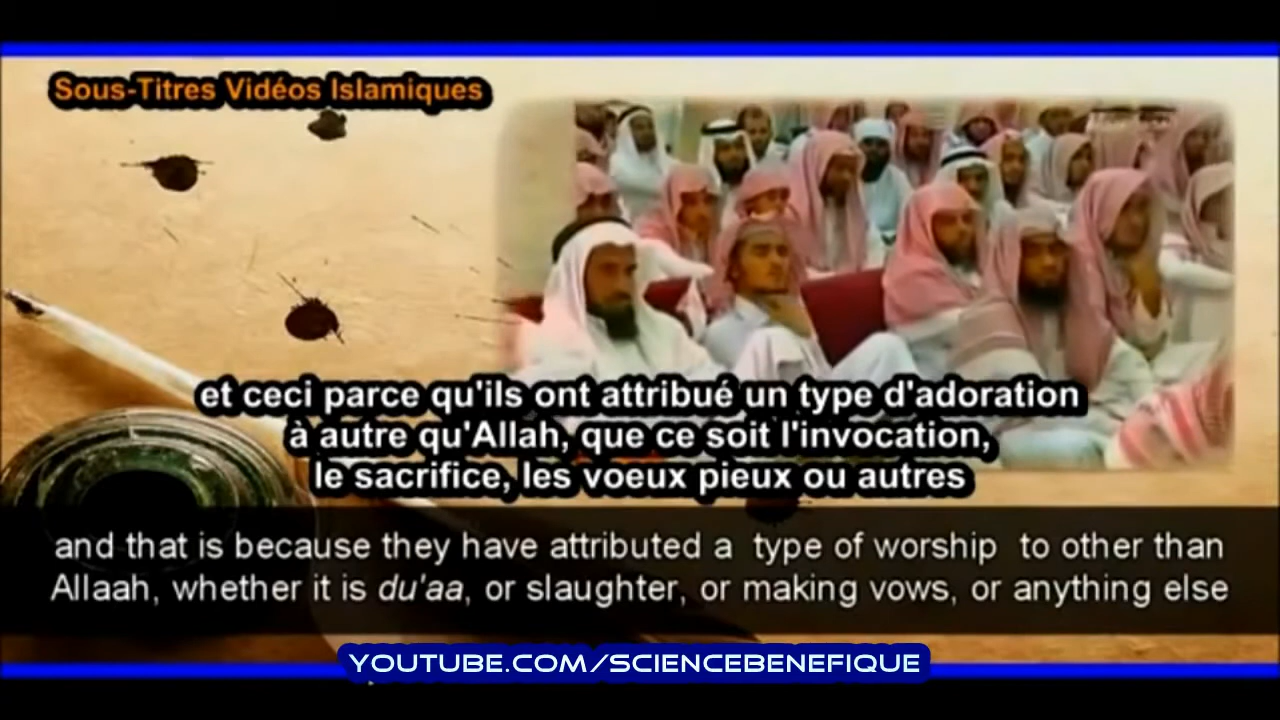 Sous-Titres Vidéos Islamiques
et ceci parce qu'ils ont attribué un type d'adoration
à autre qu'Allah, que ce soit l'invocation,
le sacrifice, les voeux pieux ou autres
and that is because they have attributed a type of worship to other than
Allaah, whether it is du'aa, or slaughter, or making vows, or anything else
YOUTUBE.COM/SCIENCEBENEFIQUE